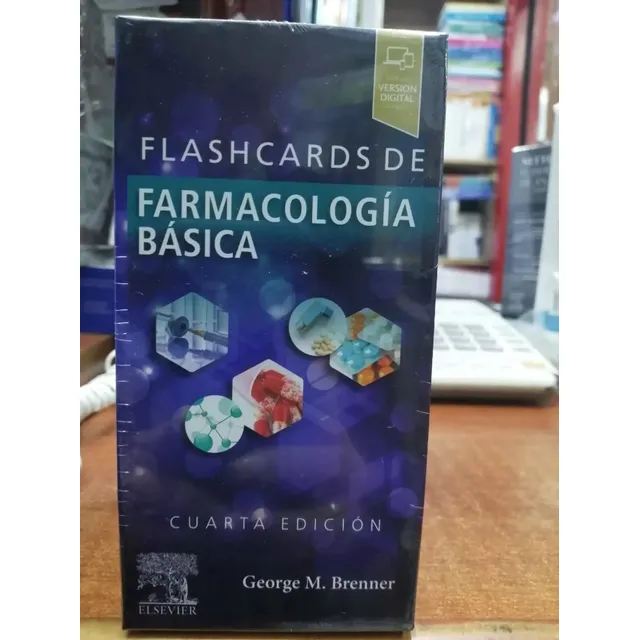 VERSIÓN
DIGITAL
FLASHCARDS DE
FARMACOLOGÍA
BÁSICA
CUARTA EDICIÓN
George M. Brenner
ELSEVIER